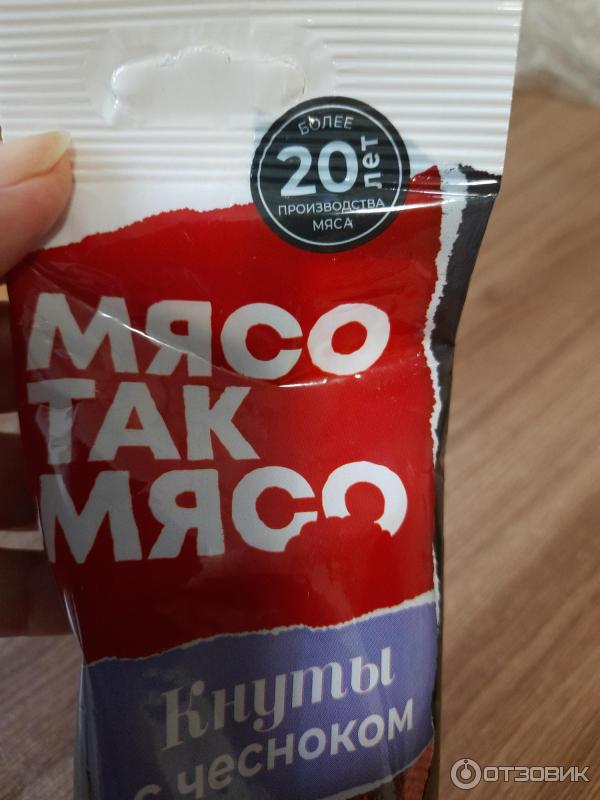 БОЛЕЕ
20 лет
ПРОИЗВОДСТВА
МЯСА
МЯСО
ТАК
МЯСО
Кнуты
с чесноком
ОТЗОВИК